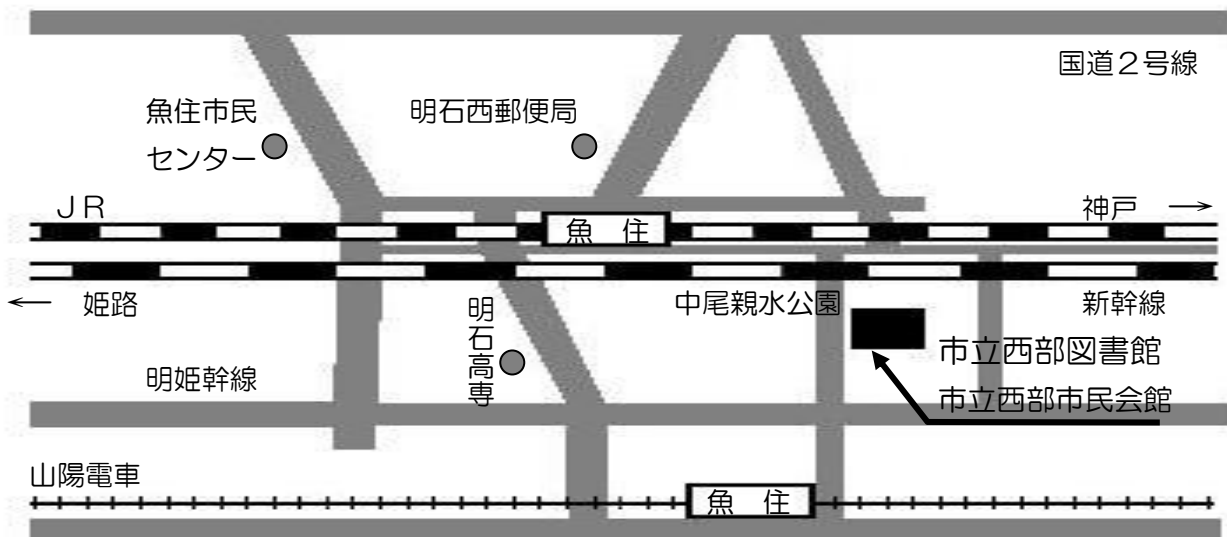 国道２号線
魚住市民
センター
明石西郵便局
ＪＲ
魚　住
神戸 →
← 姫路
中尾親水公園
新幹線
明石高専
市立西部図書館
明姫幹線
市立西部市民会館
山陽電車
魚　住